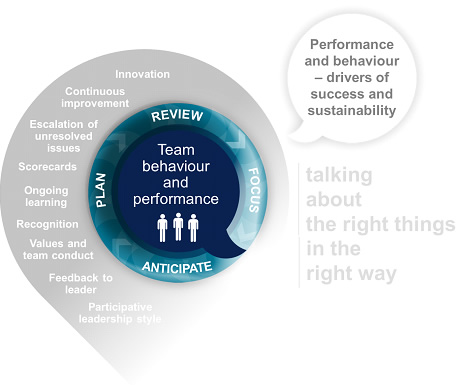 Innovation
Continuous
improvement
Escalation of
unresolved
issues
Scorecards
Ongoing
learning
Recognition
Values and
team conduct
Feedback to
leader
Participative
leadership style
REVIEW
FOCUS
ANTICIPATE
PLAN
Team
behaviour
and
performance
Performance
and behaviour
– drivers of
success and
sustainability
talking
about
the right things
in the
right way